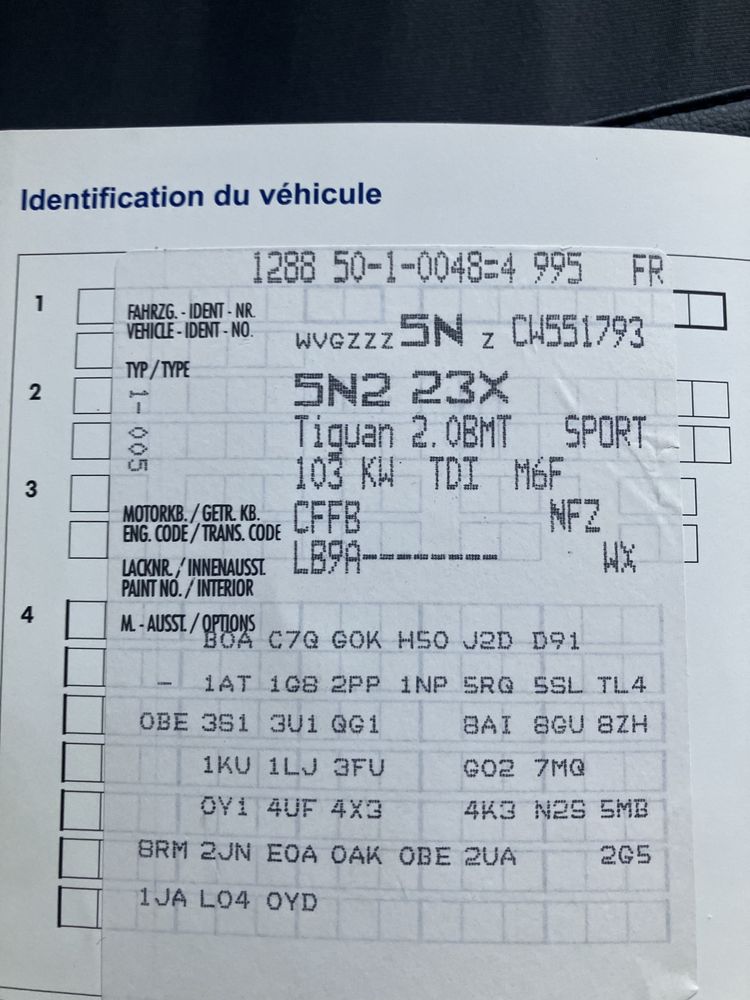 Identification du véhicule
1288 50-1-0048=4 995 FR
1
FAHRZG. - IDENT - NR.
VEHICLE - IDENT - NO. WVGZZZ 5N Z CW551793
TYP / TYPE
2
5N2 23X
1- 005
Tiguan 2.0BMT SPORT
103 KW TDI M6F
3
MOTORKB. / GETR. KB. CFFB NFZ
ENG. CODE / TRANS. CODE
LACKNR. / INNENAUSST. LB9A------- WX
PAINT NO. / INTERIOR
4
M. - AUSST. / OPTIONS
B0A C7Q G0K H50 J2D D91
- 1AT 1G8 2PP 1NP 5RQ 5SL TL4
0BE 3S1 3U1 QG1 8AI 8GU 8ZH
1KU 1LJ 3FU G02 7MQ
0Y1 4UF 4X3 4K3 N2S 5MB
8RM 2JN E0A 0AK 0BE 2UA 2G5
1JA L04 0YD